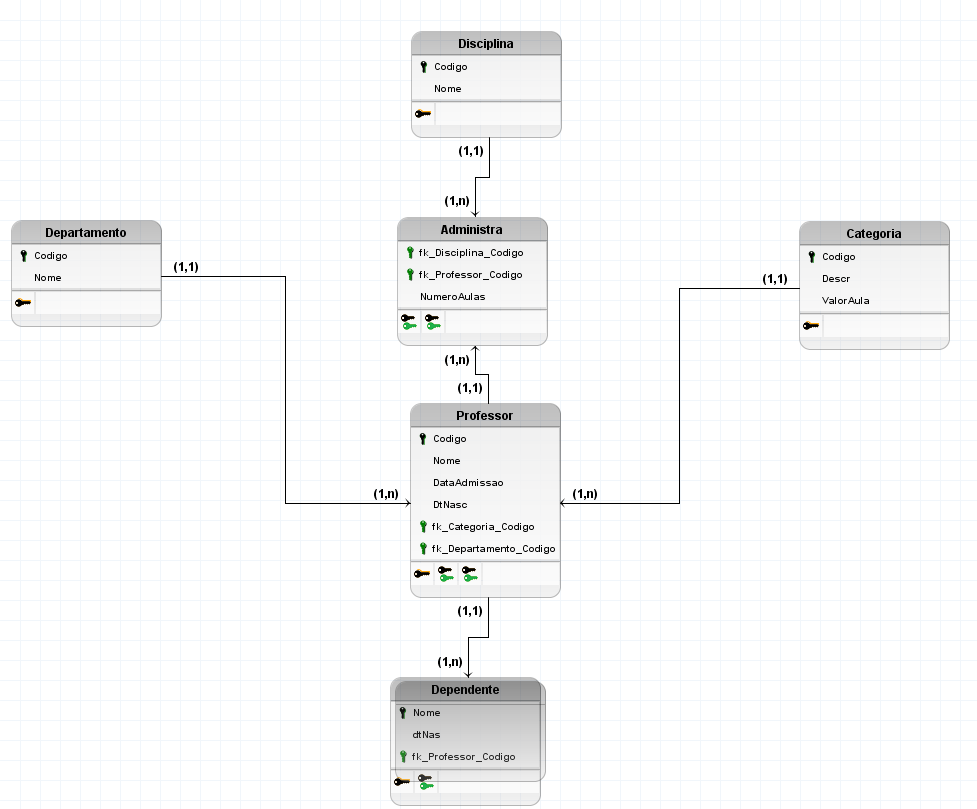 Disciplina
Codigo
Nome
(1,1)
(1,n)
Administra
fk_Disciplina_Codigo
fk_Professor_Codigo
NumeroAulas
Departamento
Codigo
Nome
(1,1)
Categoria
Codigo
Descr
ValorAula
(1,1)
(1,n)
(1,1)
Professor
Codigo
Nome
DataAdmissao
DtNasc
fk_Categoria_Codigo
fk_Departamento_Codigo
(1,n)
(1,n)
(1,1)
(1,n)
Dependente
Nome
dtNas
fk_Professor_Codigo